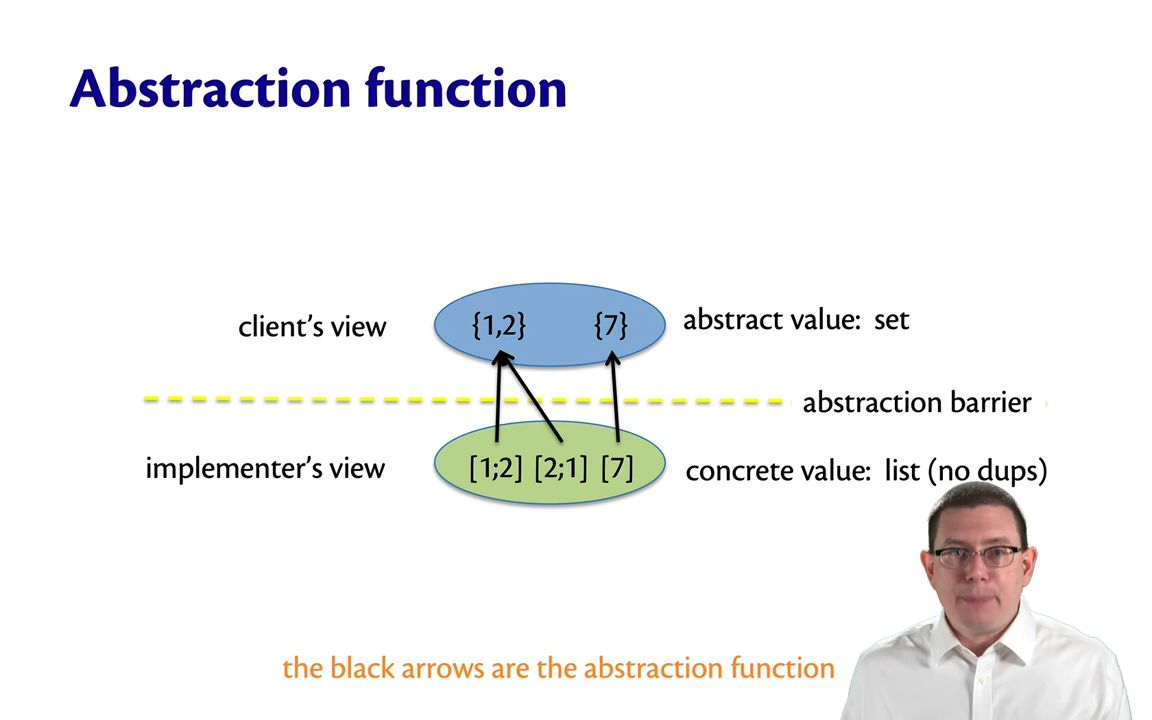 Abstraction function
client's view
{1,2}
{7}
abstract value: set
abstraction barrier
implementer's view
[1;2] [2;1] [7]
concrete value: list (no dups)
the black arrows are the abstraction function